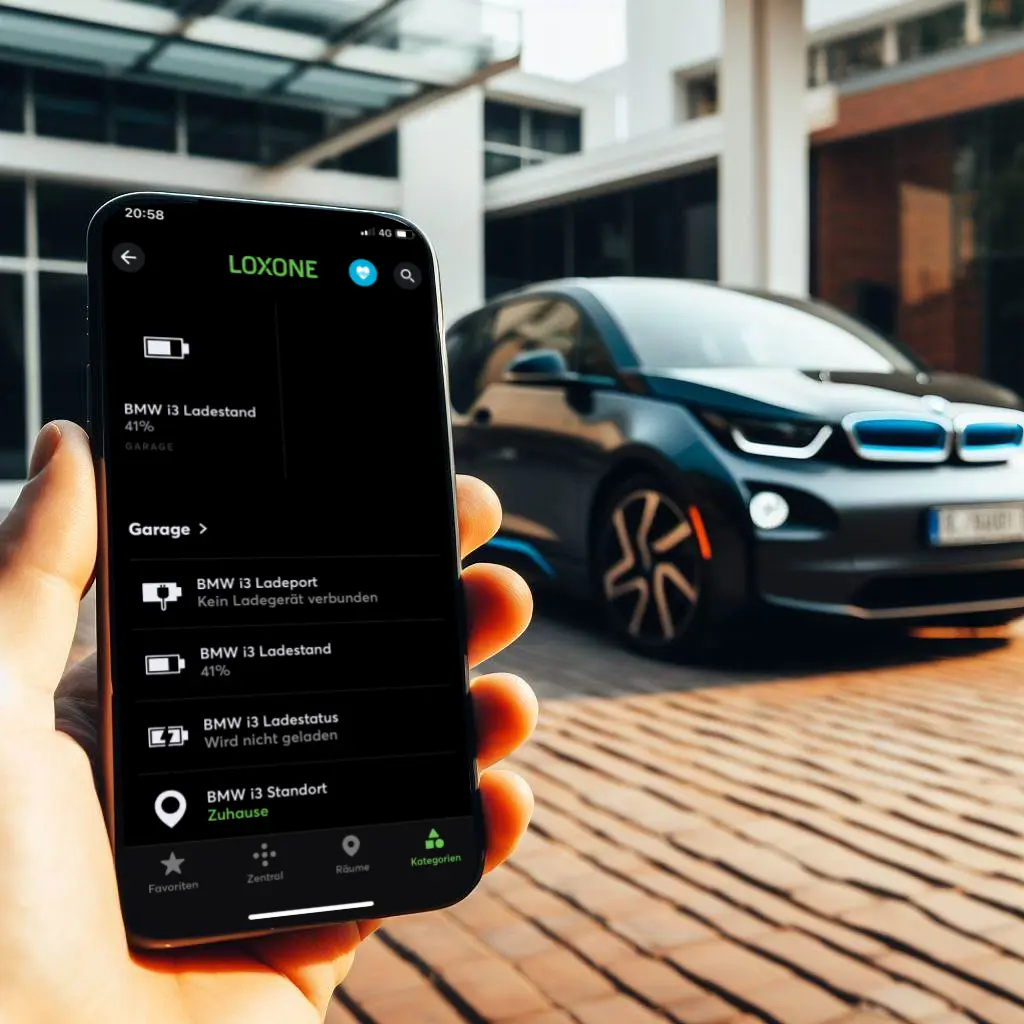 20:58
4G
LOXONE
BMW i3 Ladestand
41%
GARAGE
Garage >
BMW i3 Ladeport
Kein Ladegerät verbunden
BMW i3 Ladestand
41%
BMW i3 Ladestatus
Wird nicht geladen
BMW i3 Standort
Zuhause
Favoriten
Zentral
Räume
Kategorien